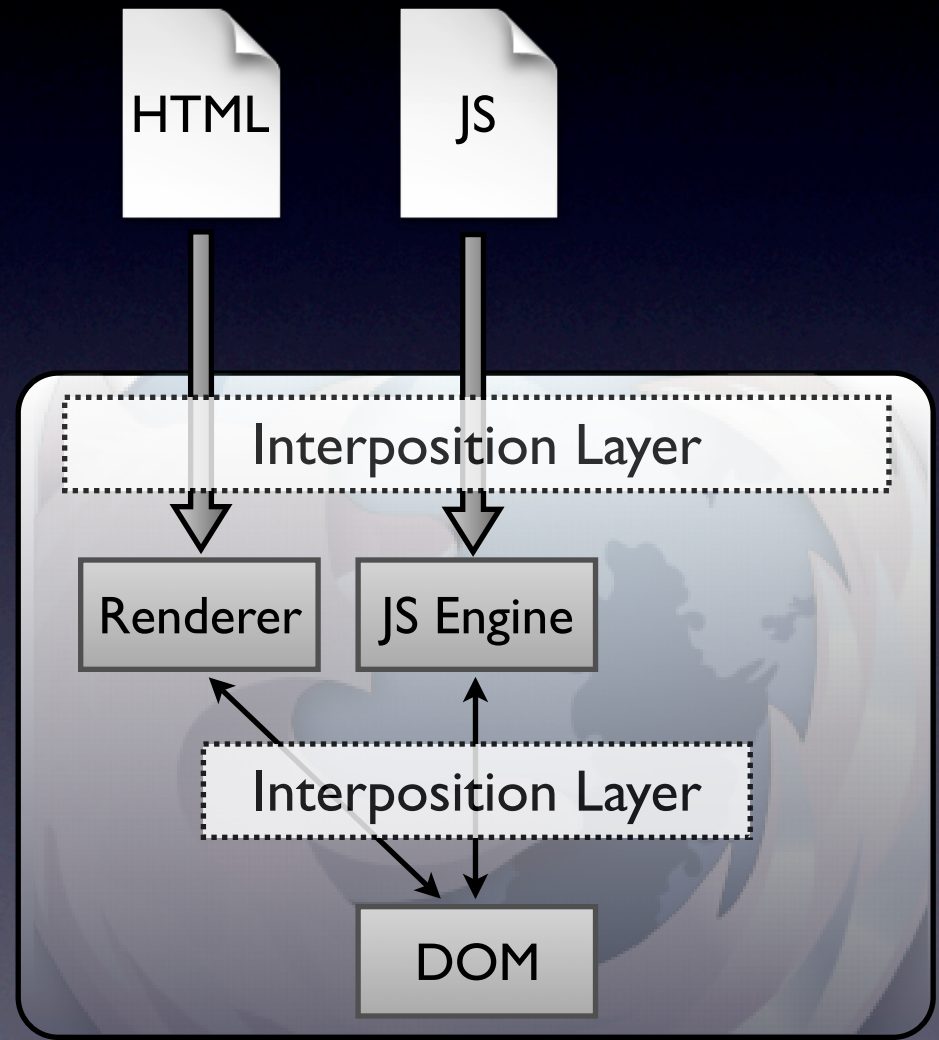 HTML
JS
Interposition Layer
Renderer
JS Engine
Interposition Layer
DOM